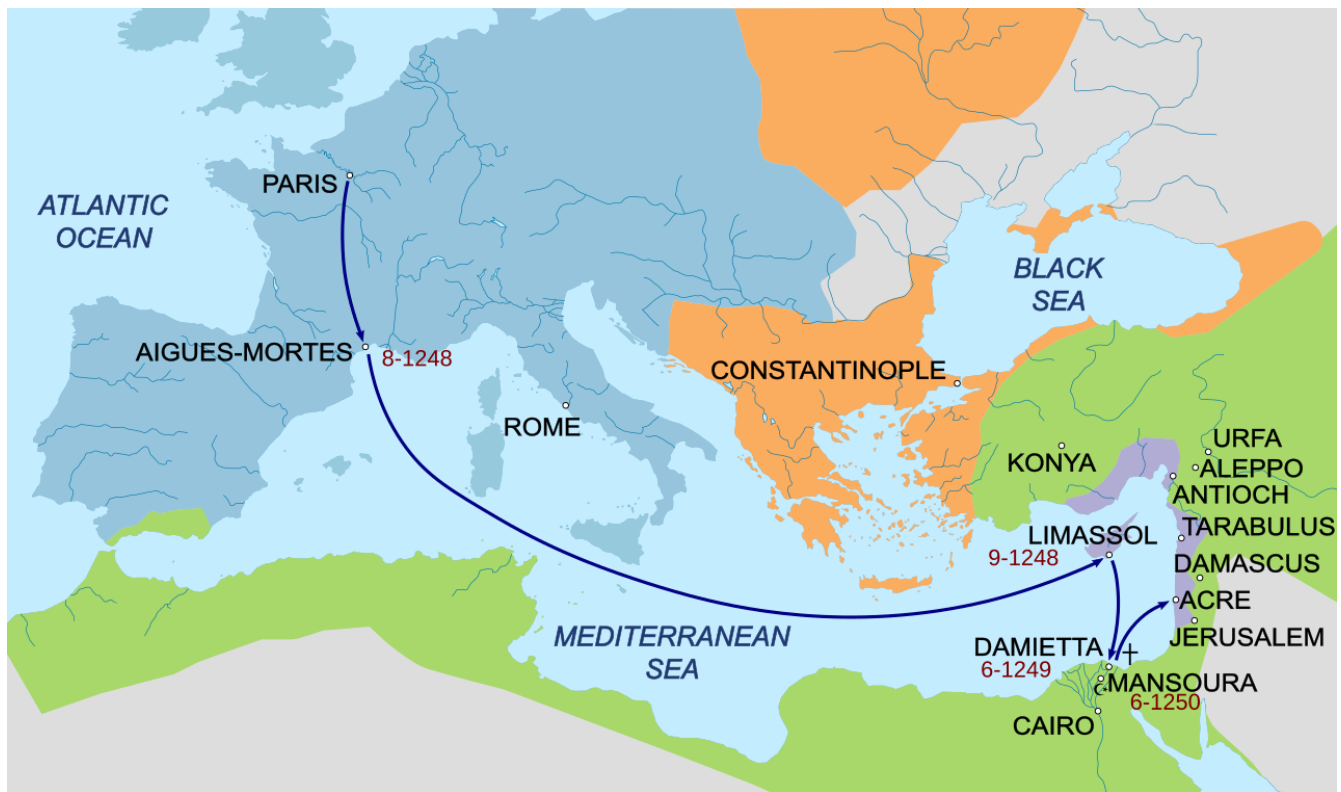 PARIS
ATLANTIC
OCEAN
BLACK
SEA
AIGUES-MORTES
8-1248
CONSTANTINOPLE
ROME
URFA
KONYA
ALEPPO
ANTIOCH
TARABULUS
LIMASSOL
9-1248
DAMASCUS
ACRE
MEDITERRANEAN
SEA
JERUSALEM
DAMIETTA
6-1249
MANSOURA
6-1250
CAIRO